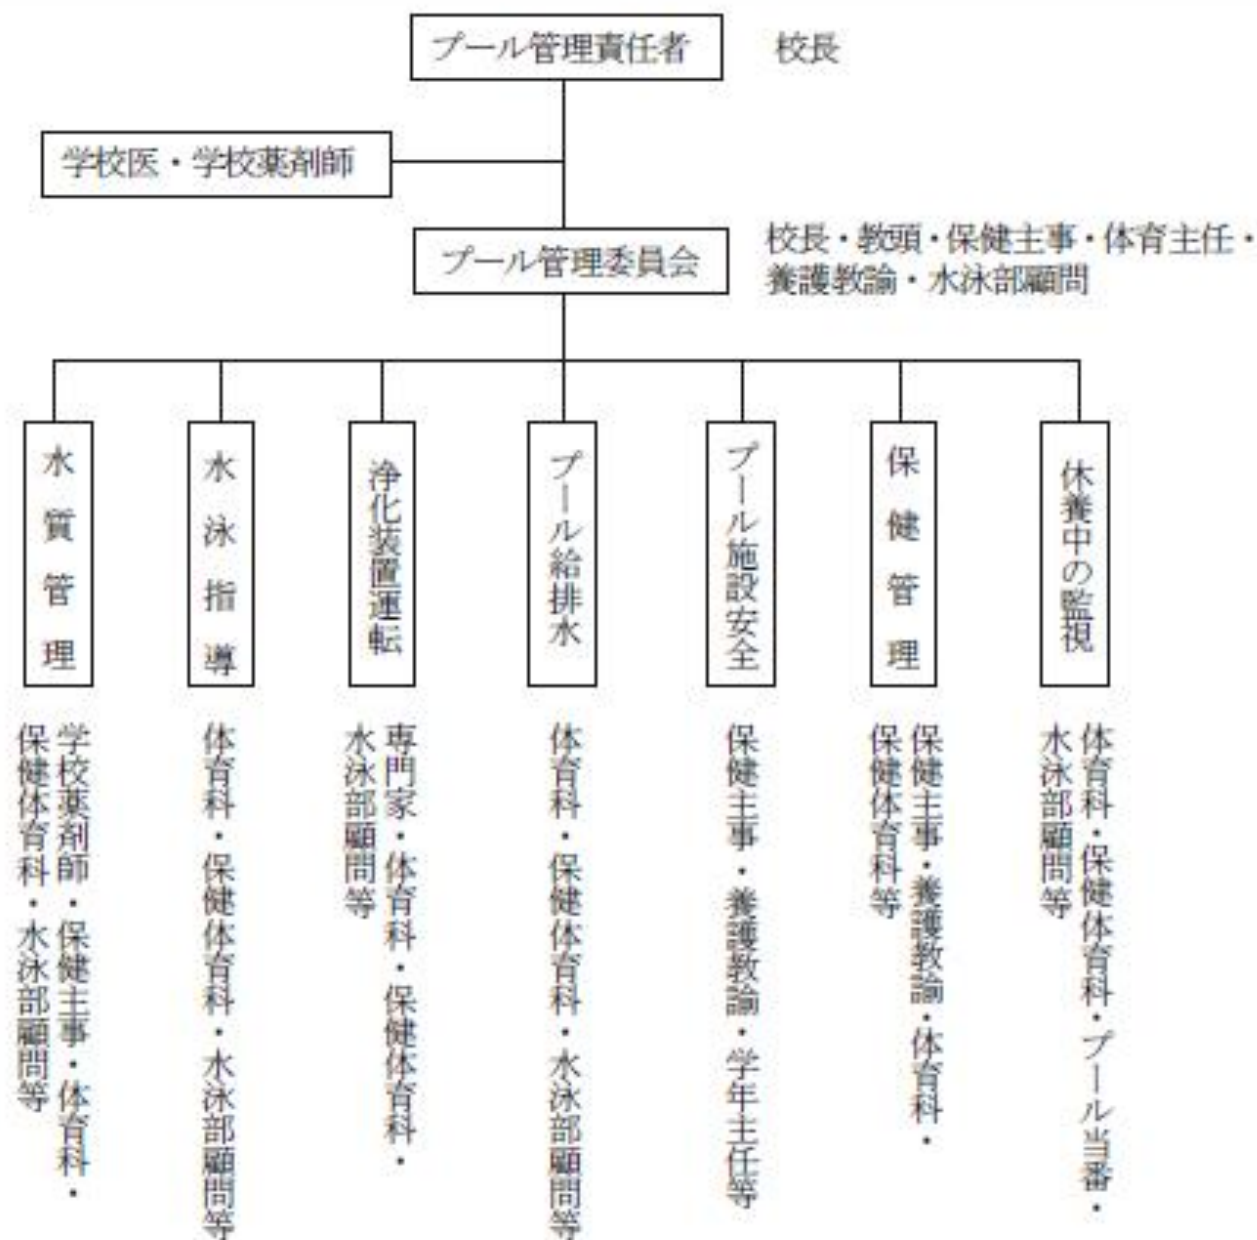 プール管理責任者
校長
学校医・学校薬剤師
プール管理委員会
校長・教頭・保健主事・体育主任・
養護教諭・水泳部顧問
水質管理
水泳指導
浄化装置運転
プール給排水
プール施設安全
保健管理
休養中の監視
学校薬剤師・保健主事・体育科・
保健体育科・水泳部顧問等
体育科・保健体育科・水泳部顧問等
専門家・体育科・保健体育科・
水泳部顧問等
体育科・保健体育科・水泳部顧問等
保健主事・養護教諭・学年主任等
保健主事・養護教諭・体育科・
保健体育科等
体育科・保健体育科・プール当番・
水泳部顧問等